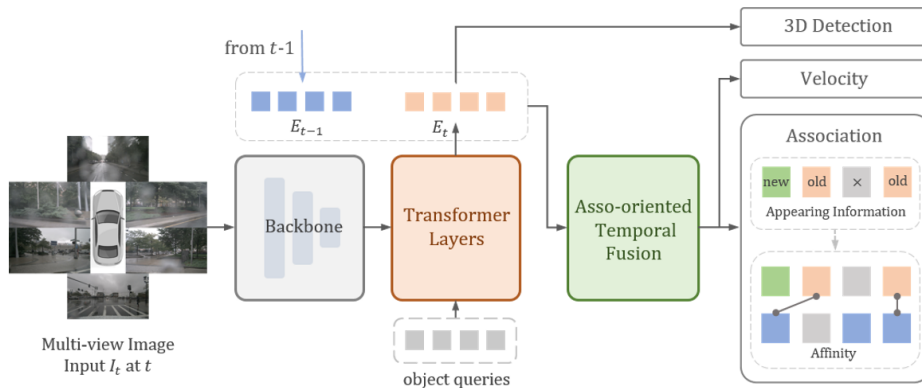 from t-1
E_{t-1}
E_t
Backbone
Transformer
Layers
Asso-oriented
Temporal
Fusion
3D Detection
Velocity
Association
new old × old
Appearing Information
Affinity
Multi-view Image
Input I_t at t
object queries